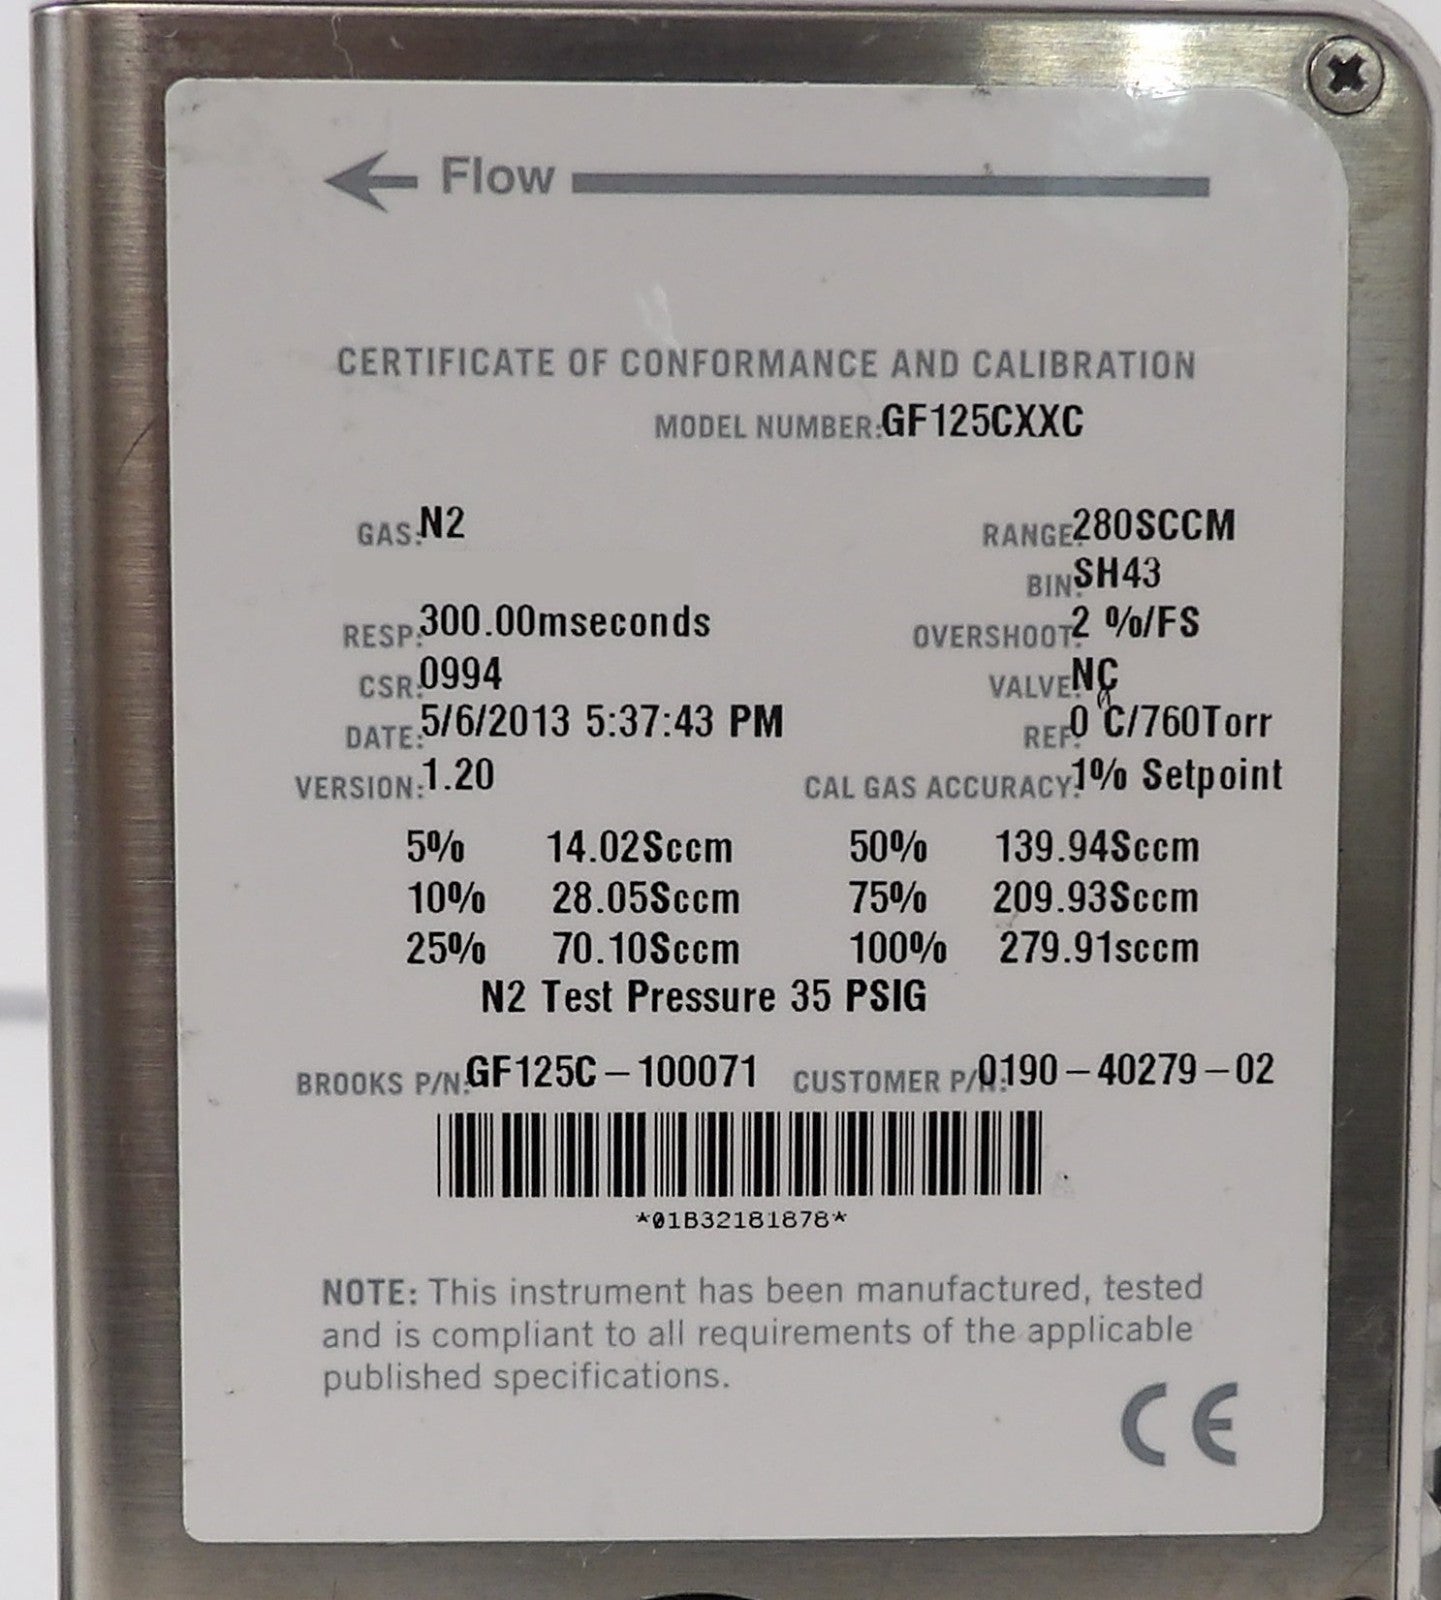 Flow
CERTIFICATE OF CONFORMANCE AND CALIBRATION
MODEL NUMBER:GF125CXXC
GAS:N2 RANGE:280SCCM
BIN:SH43
RESP:300.00mseconds OVERSHOOT:2 %/FS
CSR:0994 VALVE:NC
DATE:5/6/2013 5:37:43 PM REF:0 C/760Torr
VERSION:1.20 CAL GAS ACCURACY:1% Setpoint
5% 14.02Sccm 50% 139.94Sccm
10% 28.05Sccm 75% 209.93Sccm
25% 70.10Sccm 100% 279.91sccm
N2 Test Pressure 35 PSIG
BROOKS P/N:GF125C-100071 CUSTOMER P/N:0190-40279-02
*01B32181878*
NOTE: This instrument has been manufactured, tested
and is compliant to all requirements of the applicable
published specifications.
CE